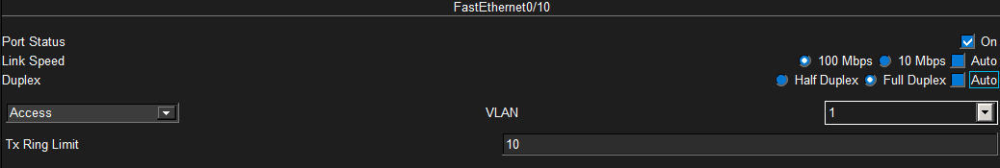 FastEthernet0/10
Port Status On
Link Speed 100 Mbps 10 Mbps Auto
Duplex Half Duplex Full Duplex Auto
Access VLAN 1
Tx Ring Limit 10